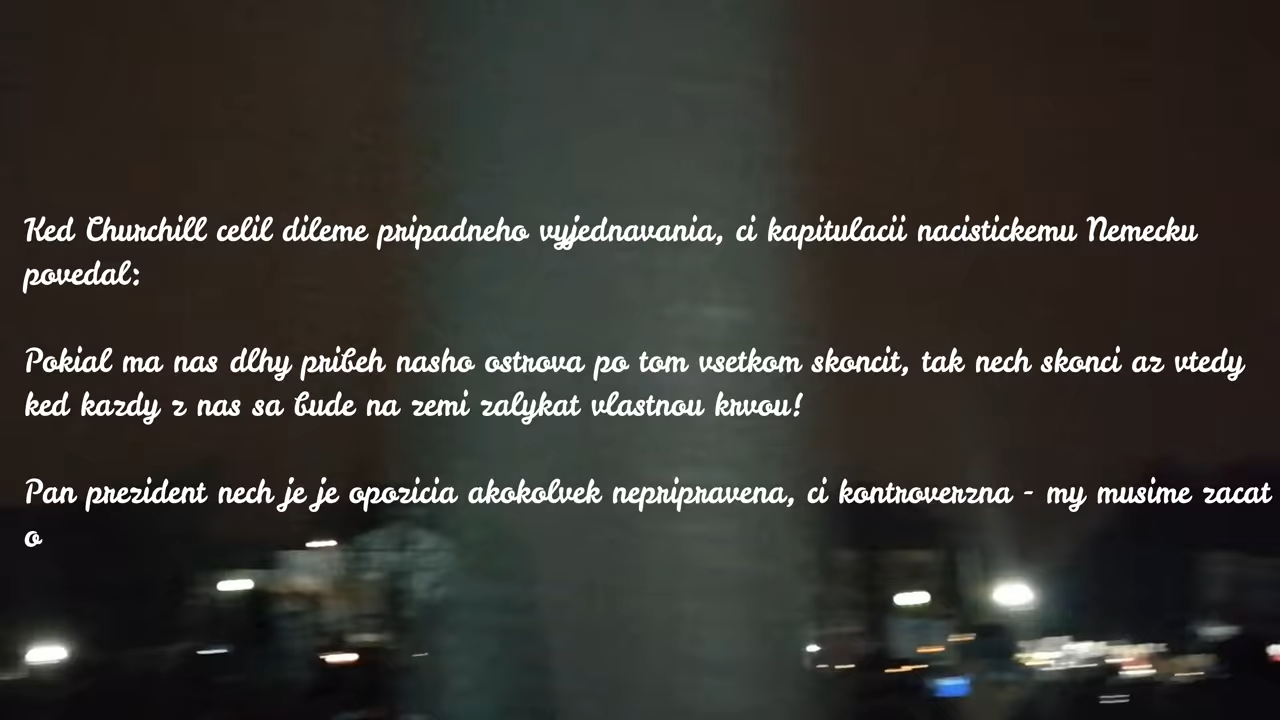 Ked Churchill celil dileme pripadneho vyjednavania, ci kapitulacii nacistickemu Nemecku
povedal:
Pokial ma nas dlhy pribeh nasho ostrova po tom vsetkom skoncit, tak nech skonci az vtedy
ked kazdy z nas sa bude na zemi zalykat vlastnou krvou!
Pan prezident nech je je opozicia akokolvek nepripravena, ci kontroverzna - my musime zacat
o